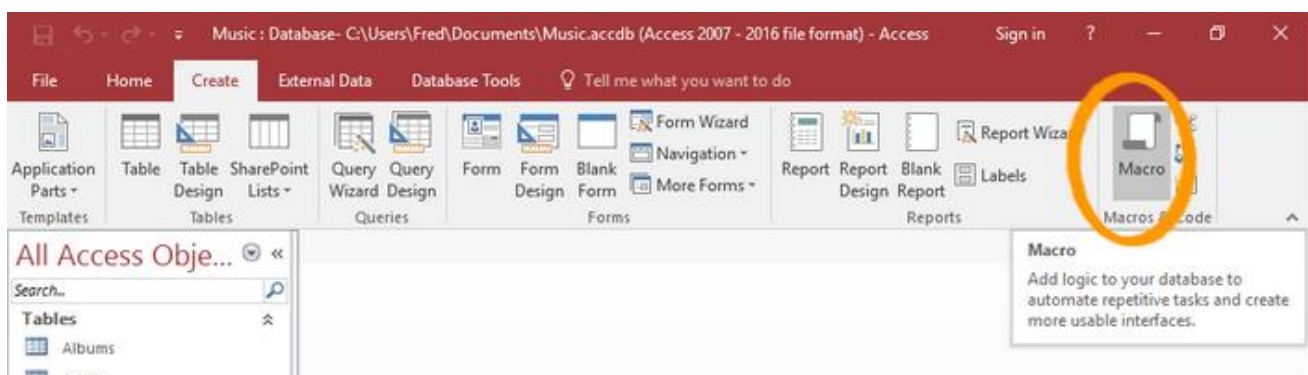 Music : Database- C:\Users\Fred\Documents\Music.accdb (Access 2007 - 2016 file format) - Access Sign in ?
File Home Create External Data Database Tools Tell me what you want to do
Application Parts
Table
Table Design
SharePoint Lists
Query Wizard
Query Design
Form
Form Design
Blank Form
Form Wizard
Navigation
More Forms
Report
Report Design
Blank Report
Report Wiza
Labels
Macro
Templates Tables Queries Forms Reports Macros & Code
All Access Obje...
Search..
Tables
Albums
Macro
Add logic to your database to
automate repetitive tasks and create
more usable interfaces.